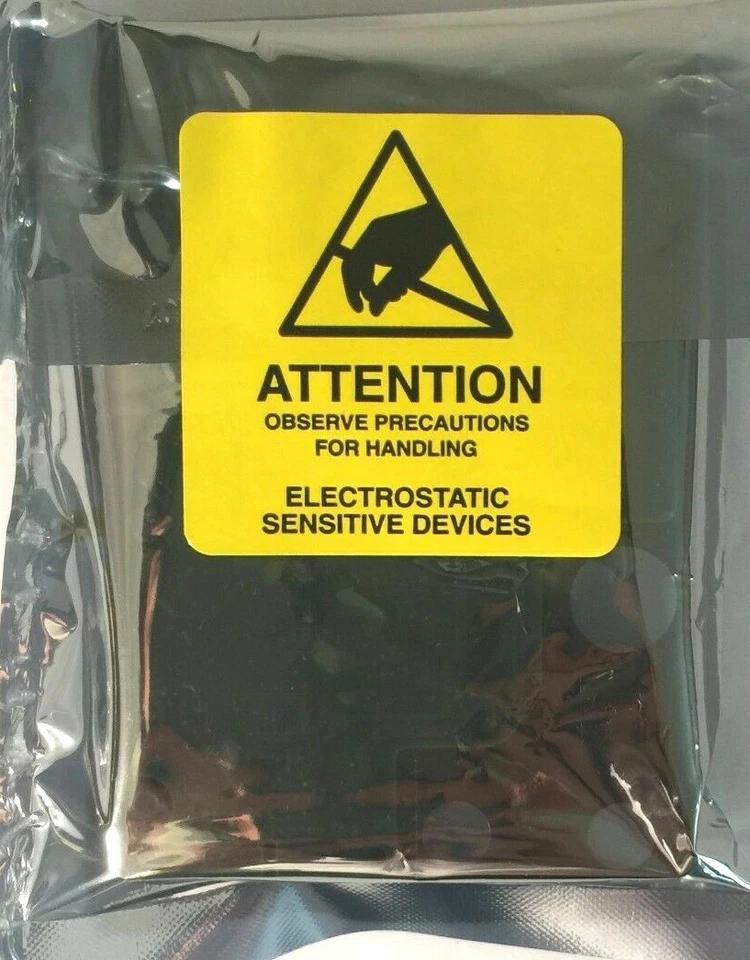 ATTENTION
OBSERVE PRECAUTIONS
FOR HANDLING
ELECTROSTATIC
SENSITIVE DEVICES